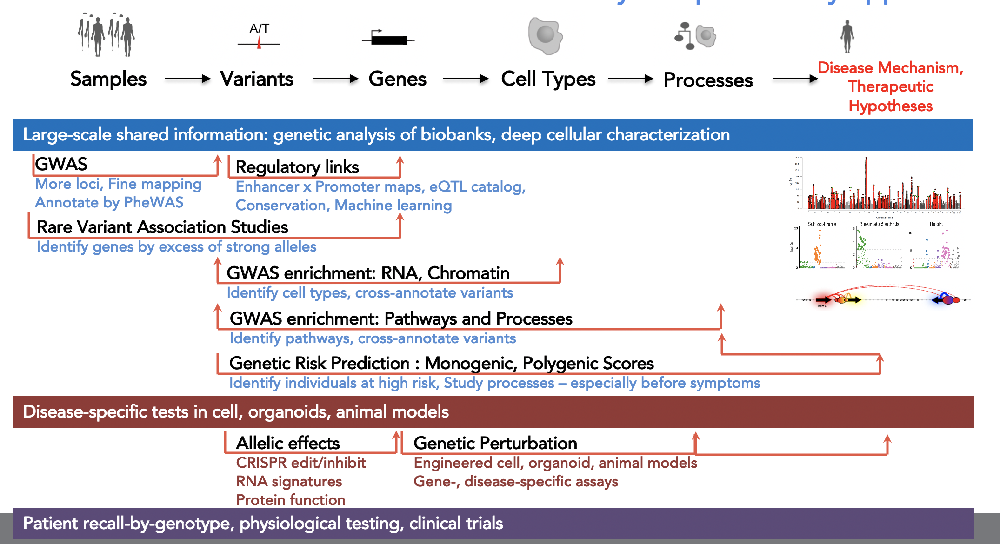 A/T
Samples
Variants
Genes
Cell Types
Processes
Disease Mechanism,
Therapeutic
Hypotheses
Large-scale shared information: genetic analysis of biobanks, deep cellular characterization
GWAS
More loci, Fine mapping
Annotate by PheWAS
Regulatory links
Enhancer x Promoter maps, eQTL catalog,
Conservation, Machine learning
Rare Variant Association Studies
Identify genes by excess of strong alleles
GWAS enrichment: RNA, Chromatin
Identify cell types, cross-annotate variants
GWAS enrichment: Pathways and Processes
Identify pathways, cross-annotate variants
Genetic Risk Prediction : Monogenic, Polygenic Scores
Identify individuals at high risk, Study processes – especially before symptoms
Chromosome
Schizophrenia
Rheumatoid arthritis
Height
MYC
Disease-specific tests in cell, organoids, animal models
Allelic effects
CRISPR edit/inhibit
RNA signatures
Protein function
Genetic Perturbation
Engineered cell, organoid, animal models
Gene-, disease-specific assays
Patient recall-by-genotype, physiological testing, clinical trials